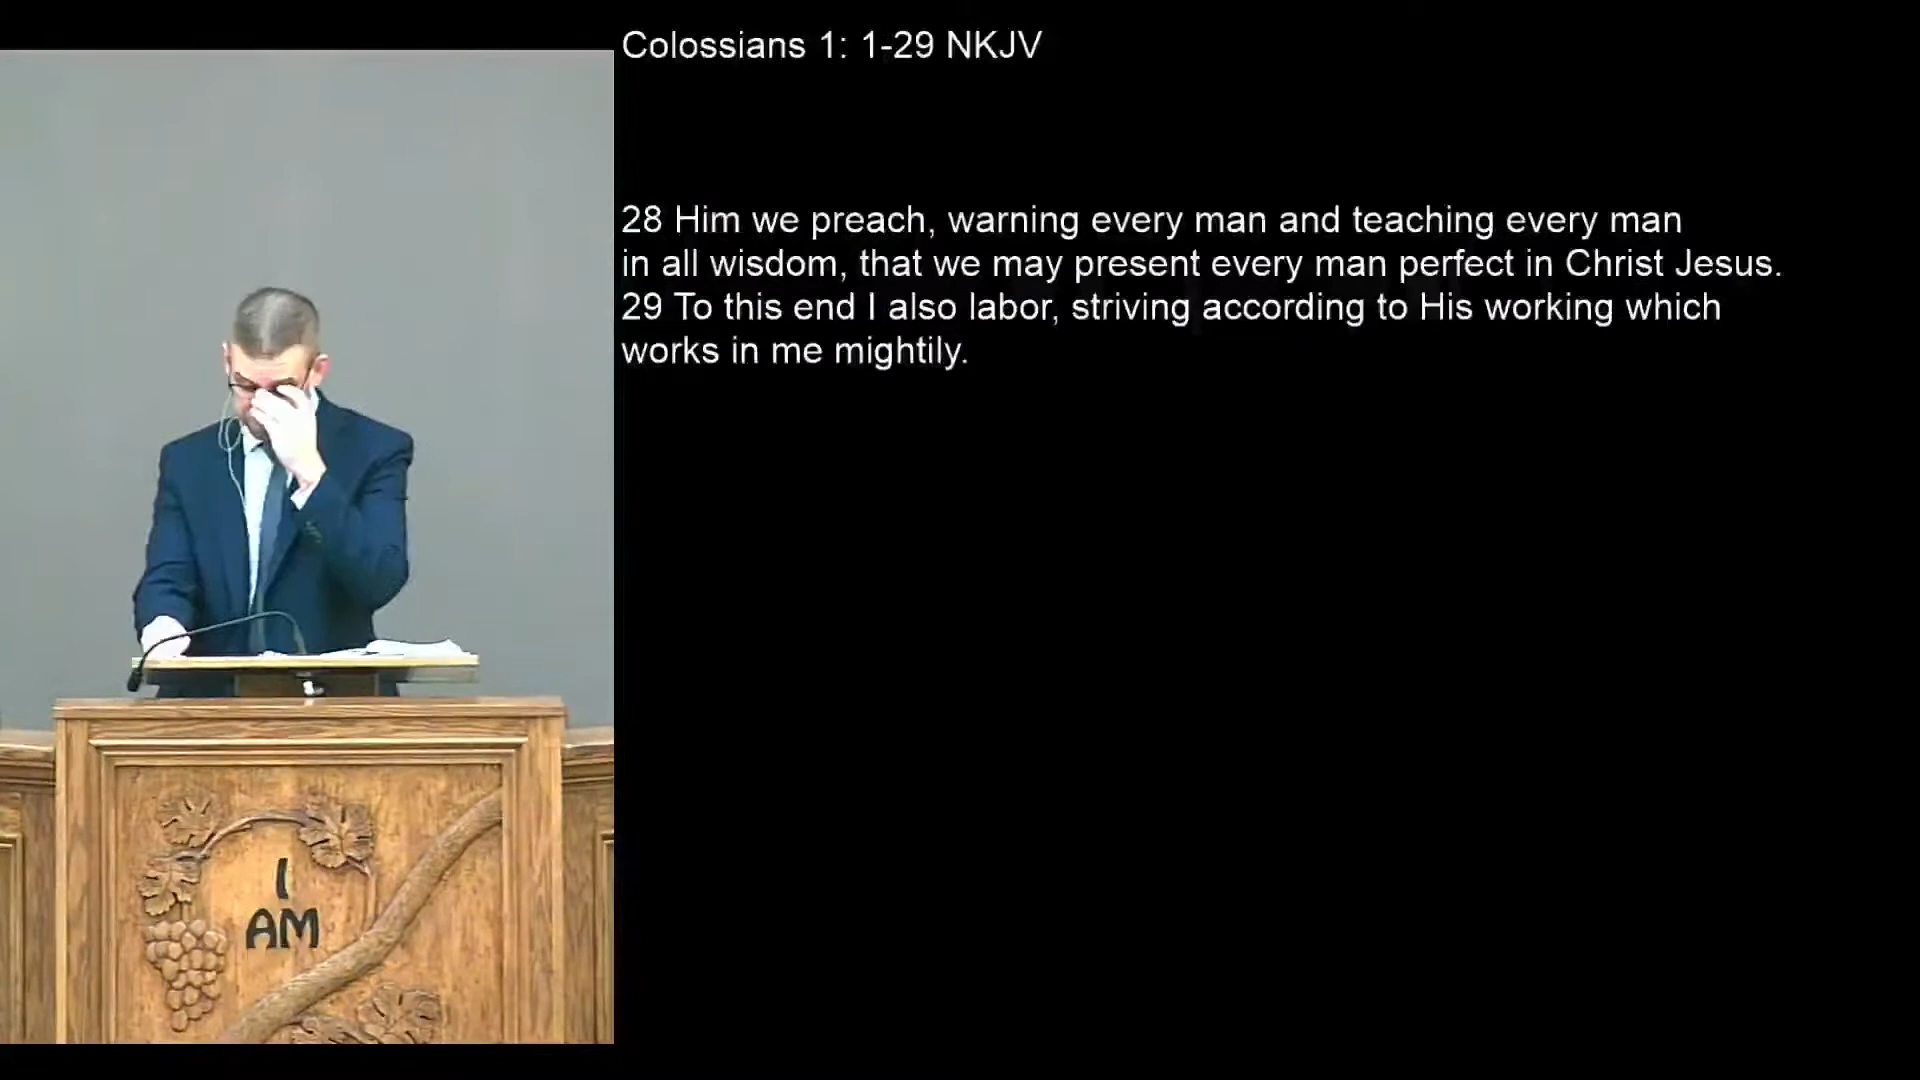 Colossians 1: 1-29 NKJV
28 Him we preach, warning every man and teaching every man
in all wisdom, that we may present every man perfect in Christ Jesus.
29 To this end I also labor, striving according to His working which
works in me mightily.
I
AM